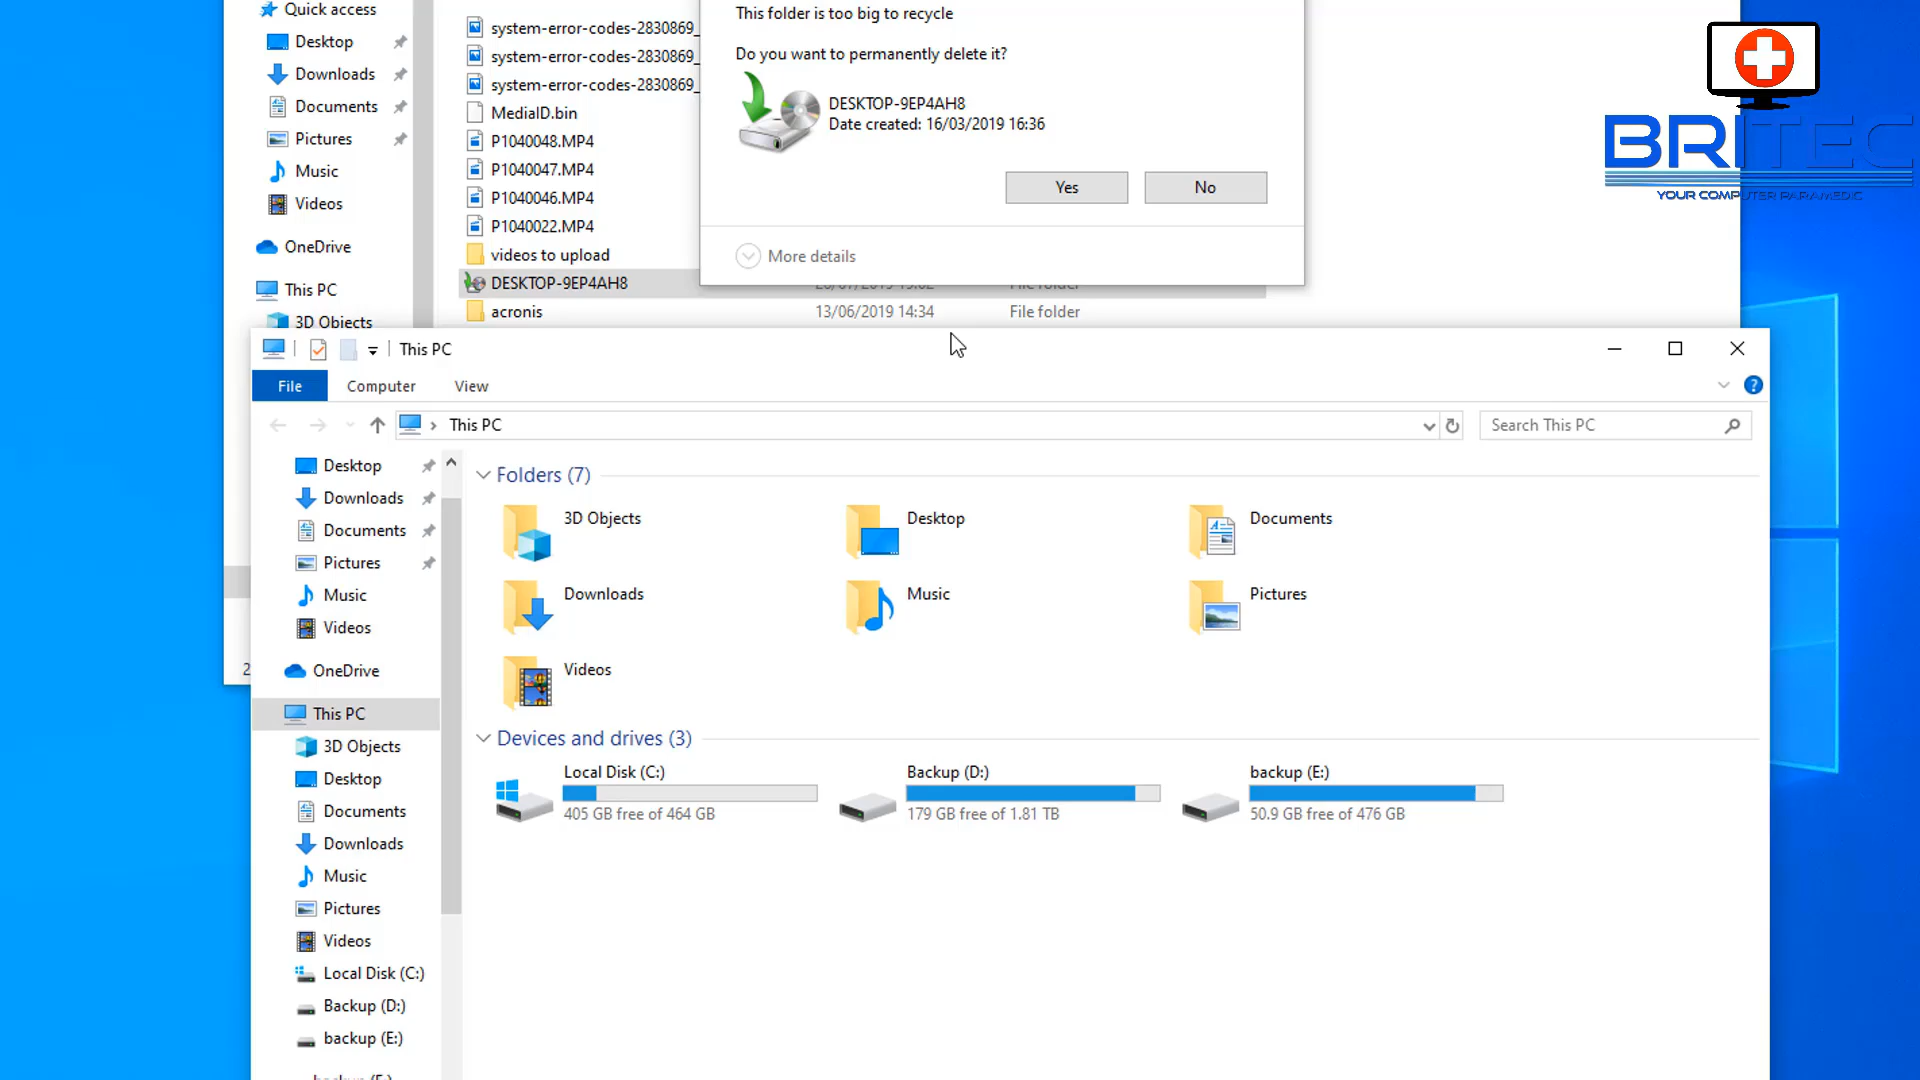 Quick access
Desktop
Downloads
Documents
Pictures
Music
Videos
OneDrive
This PC
3D Objects
system-error-codes-2830869_
system-error-codes-2830869_
system-error-codes-2830869_
MediaID.bin
P1040048.MP4
P1040047.MP4
P1040046.MP4
P1040022.MP4
videos to upload
DESKTOP-9EP4AH8
acronis 13/06/2019 14:34 File folder
This folder is too big to recycle
Do you want to permanently delete it?
DESKTOP-9EP4AH8
Date created: 16/03/2019 16:36
Yes No
More details
BRITEC
YOUR COMPUTER PARAMEDIC
This PC
File Computer View
This PC
Search This PC
Desktop
Downloads
Documents
Pictures
Music
Videos
OneDrive
This PC
3D Objects
Desktop
Documents
Downloads
Music
Pictures
Videos
Local Disk (C:)
Backup (D:)
backup (E:)
Folders (7)
3D Objects Desktop Documents
Downloads Music Pictures
Videos
Devices and drives (3)
Local Disk (C:) Backup (D:) backup (E:)
405 GB free of 464 GB 179 GB free of 1.81 TB 50.9 GB free of 476 GB